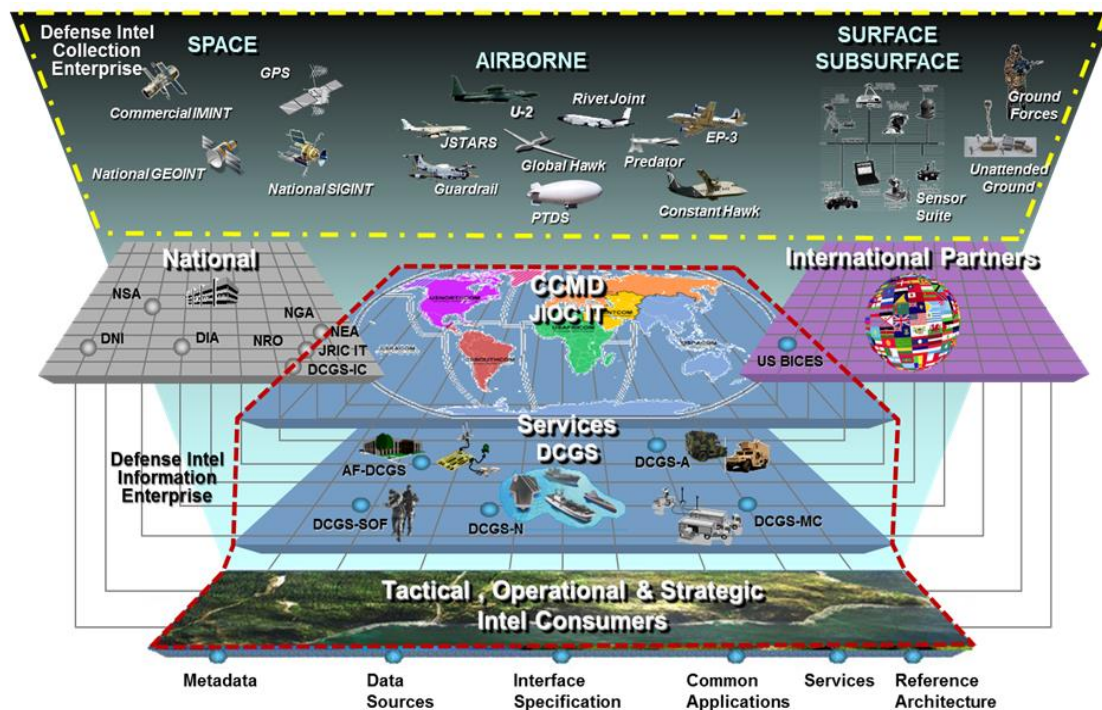 Defense Intel
Collection
Enterprise
SPACE
GPS
Commercial IMINT
National GEOINT
National SIGINT
AIRBORNE
U-2
Rivet Joint
JSTARS
EP-3
Global Hawk
Predator
Guardrail
PTDS
Constant Hawk
SURFACE
SUBSURFACE
Ground
Forces
Unattended
Ground
Sensor
Suite
National
NSA
NGA
DNI
DIA
NRO
NEA
JRIC IT
DCGS-IC
CCMD
JIOC IT
USNORTHCOM
USSOUTHCOM
USAFRICOM
International Partners
US BICES
Defense Intel
Information
Enterprise
Services
DCGS
AF-DCGS
DCGS-A
DCGS-SOF
DCGS-N
DCGS-MC
Tactical , Operational & Strategic
Intel Consumers
Metadata
Data
Sources
Interface
Specification
Common
Applications
Services
Reference
Architecture